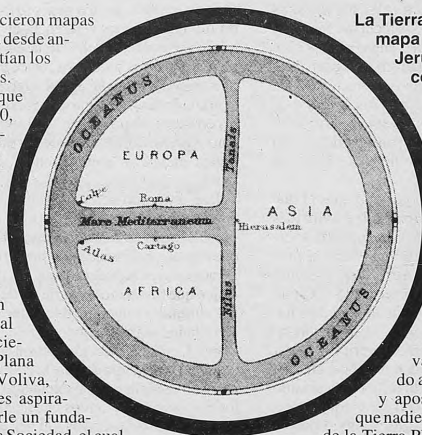 cieron mapas
desde an-
tían los
s.
que
0,
La Tierra
mapa
Jeru
c
OCEANUS
EUROPA
Tanais
Calpe
Roma
ASIA
Mare Mediterraneum
Hierasalem
Cartago
Atlas
AFRICA
Nilus
OCEANUS
n
al
cie-
Plana
Voliva,
es aspira-
rle un funda-
Sociedad, el cual
v
do a
y apos
que nadie
de la Tierra Pl